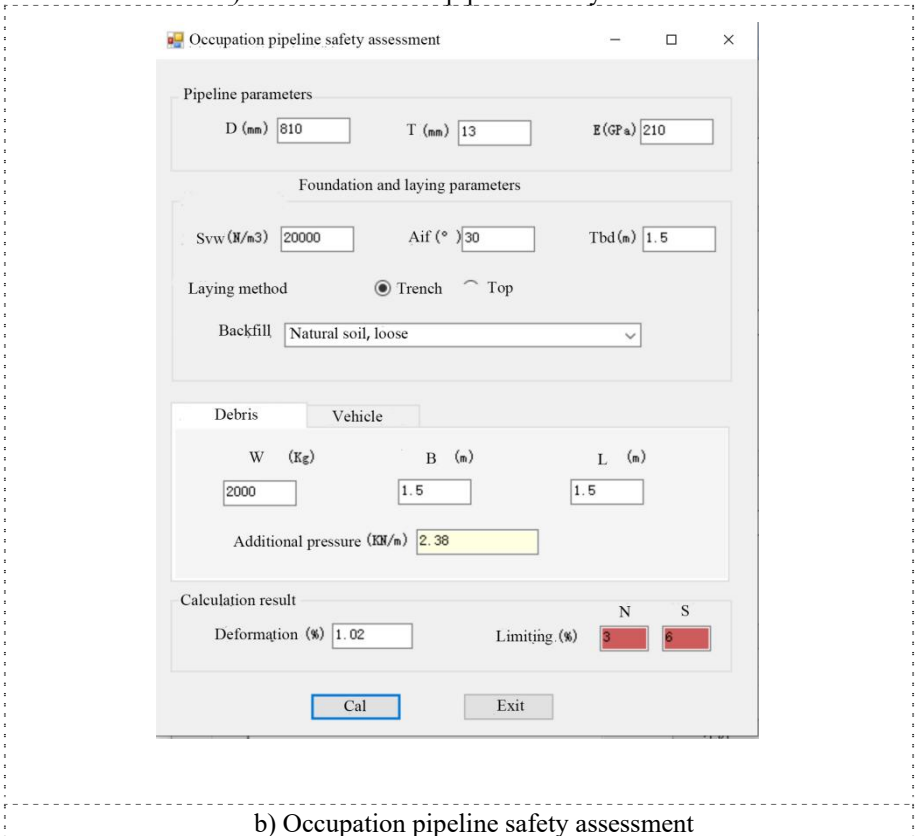 Occupation pipeline safety assessment
Pipeline parameters
D (mm) 810 T (mm) 13 E(GPa) 210
Foundation and laying parameters
Svw(N/m3) 20000 Aif (° ) 30 Tbd(m) 1.5
Laying method Trench Top
Backfill Natural soil, loose
Debris Vehicle
W (Kg) B (m) L (m)
2000 1.5 1.5
Additional pressure (KN/m) 2.38
Calculation result
N S
Deformation (%) 1.02 Limiting.(%) 3 6
Cal Exit
b) Occupation pipeline safety assessment